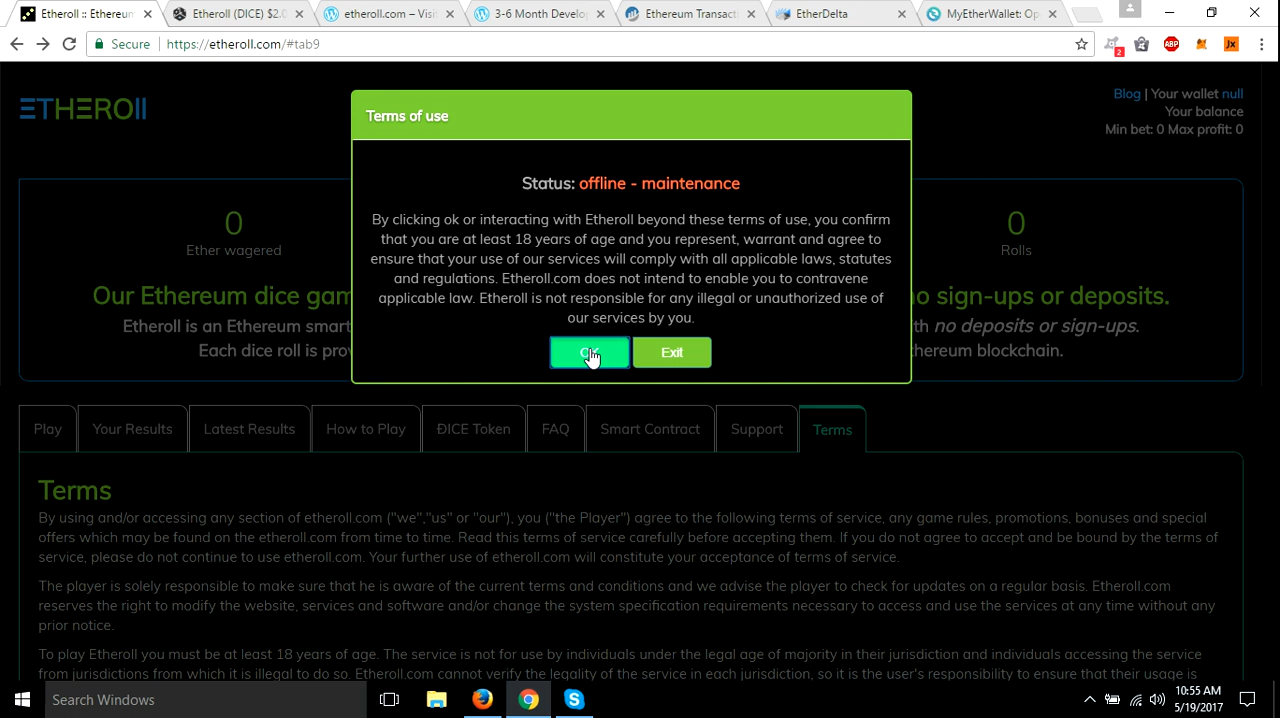 Etheroll :: Ethereum
Etheroll (DICE) $2.0
etheroll.com – Visi
3-6 Month Develo
Ethereum Transac
EtherDelta
MyEtherWallet: Op
Secure https://etheroll.com/#tab9
2
ABP
JX
ETHEROll
Blog | Your wallet null
Your balance
Min bet: 0 Max profit: 0
Terms of use
Status: offline - maintenance
By clicking ok or interacting with Etheroll beyond these terms of use, you confirm
that you are at least 18 years of age and you represent, warrant and agree to
ensure that your use of our services will comply with all applicable laws, statutes
and regulations. Etheroll.com does not intend to enable you to contravene
applicable law. Etheroll is not responsible for any illegal or unauthorized use of
our services by you.
OK Exit
0
Ether wagered
0
Rolls
Our Ethereum dice gam no sign-ups or deposits.
Etheroll is an Ethereum smart th no deposits or sign-ups.
Each dice roll is prov hereum blockchain.
Play Your Results Latest Results How to Play ÐICE Token FAQ Smart Contract Support Terms
Terms
By using and/or accessing any section of etheroll.com ("we","us" or "our"), you ("the Player") agree to the following terms of service, any game rules, promotions, bonuses and special
offers which may be found on the etheroll.com from time to time. Read this terms of service carefully before accepting them. If you do not agree to accept and be bound by the terms of
service, please do not continue to use etheroll.com. Your further use of etheroll.com will constitute your acceptance of terms of service.
The player is solely responsible to make sure that he is aware of the current terms and conditions and we advise the player to check for updates on a regular basis. Etheroll.com
reserves the right to modify the website, services and software and/or change the system specification requirements necessary to access and use the services at any time without any
prior notice.
To play Etheroll you must be at least 18 years of age. The service is not for use by individuals under the legal age of majority in their jurisdiction and individuals accessing the service
from jurisdictions from which it is illegal to do so. Etheroll.com cannot verify the legality of the service in each jurisdiction, so it is the user's responsibility to ensure that their usage is
Search Windows
10:55 AM
5/19/2017